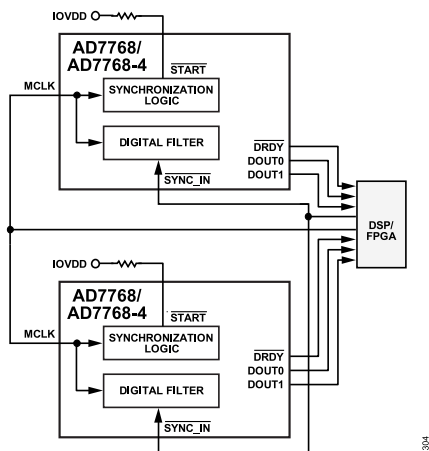 IOVDD
AD7768/
AD7768-4
START
MCLK
SYNCHRONIZATION
LOGIC
DIGITAL FILTER
SYNC_IN
DRDY
DOUT0
DOUT1
DSP/
FPGA
IOVDD
AD7768/
AD7768-4
START
MCLK
SYNCHRONIZATION
LOGIC
DIGITAL FILTER
SYNC_IN
DRDY
DOUT0
DOUT1
304